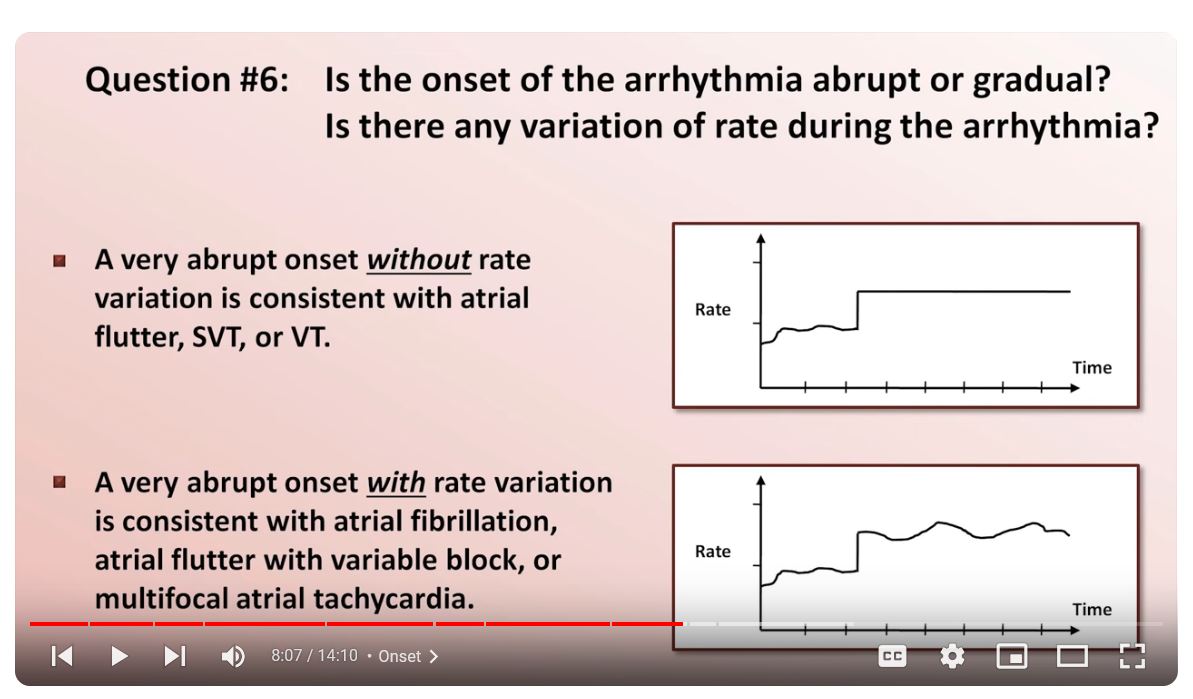 Question #6: Is the onset of the arrhythmia abrupt or gradual?
Is there any variation of rate during the arrhythmia?
A very abrupt onset without rate
variation is consistent with atrial
flutter, SVT, or VT.
Rate
Time
A very abrupt onset with rate variation
is consistent with atrial fibrillation,
atrial flutter with variable block, or
multifocal atrial tachycardia.
Rate
Time
8:07 / 14:10 • Onset
CC